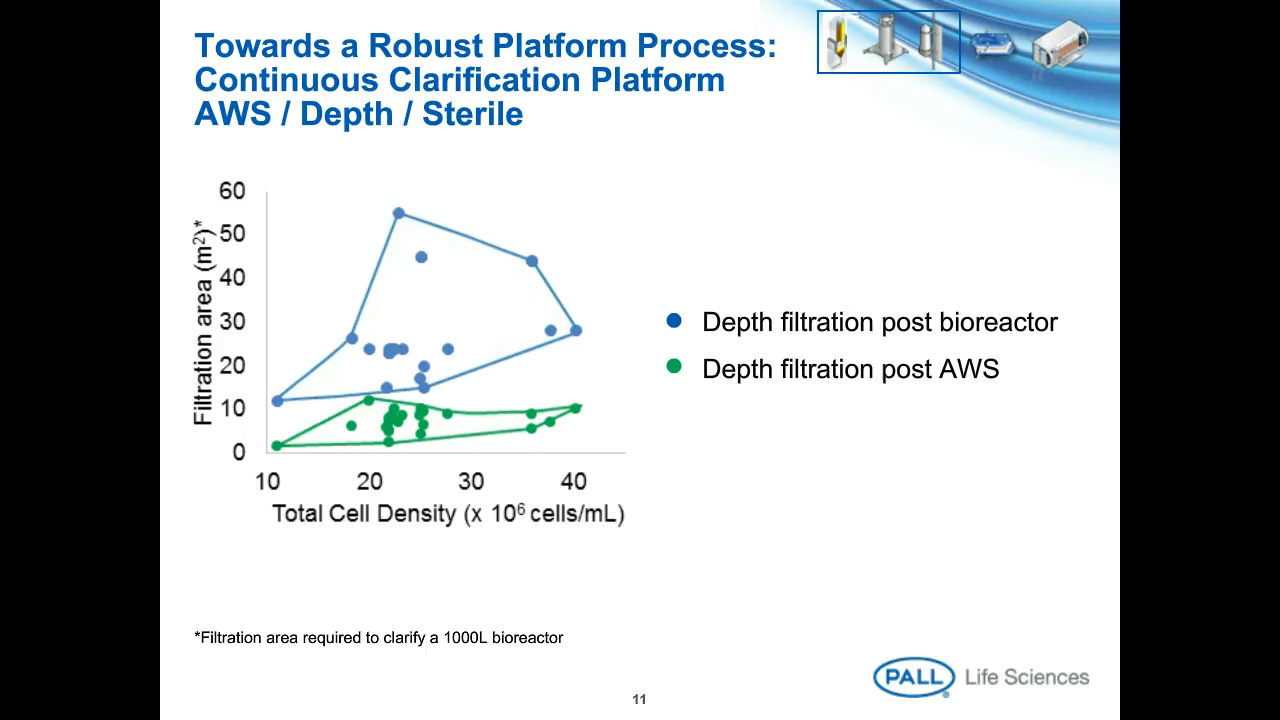 Towards a Robust Platform Process:
Continuous Clarification Platform
AWS / Depth / Sterile
60
50
40
30
20
10
0
Filtration area (m²)*
10 20 30 40
Total Cell Density (x 10⁶ cells/mL)
Depth filtration post bioreactor
Depth filtration post AWS
*Filtration area required to clarify a 1000L bioreactor
PALL® Life Sciences
11